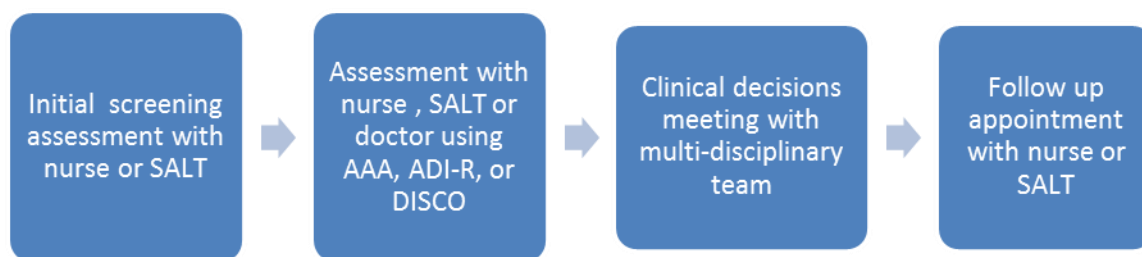 Initial screening
assessment with
nurse or SALT
Assessment with
nurse , SALT or
doctor using
AAA, ADI-R, or
DISCO
Clinical decisions
meeting with
multi-disciplinary
team
Follow up
appointment
with nurse or
SALT